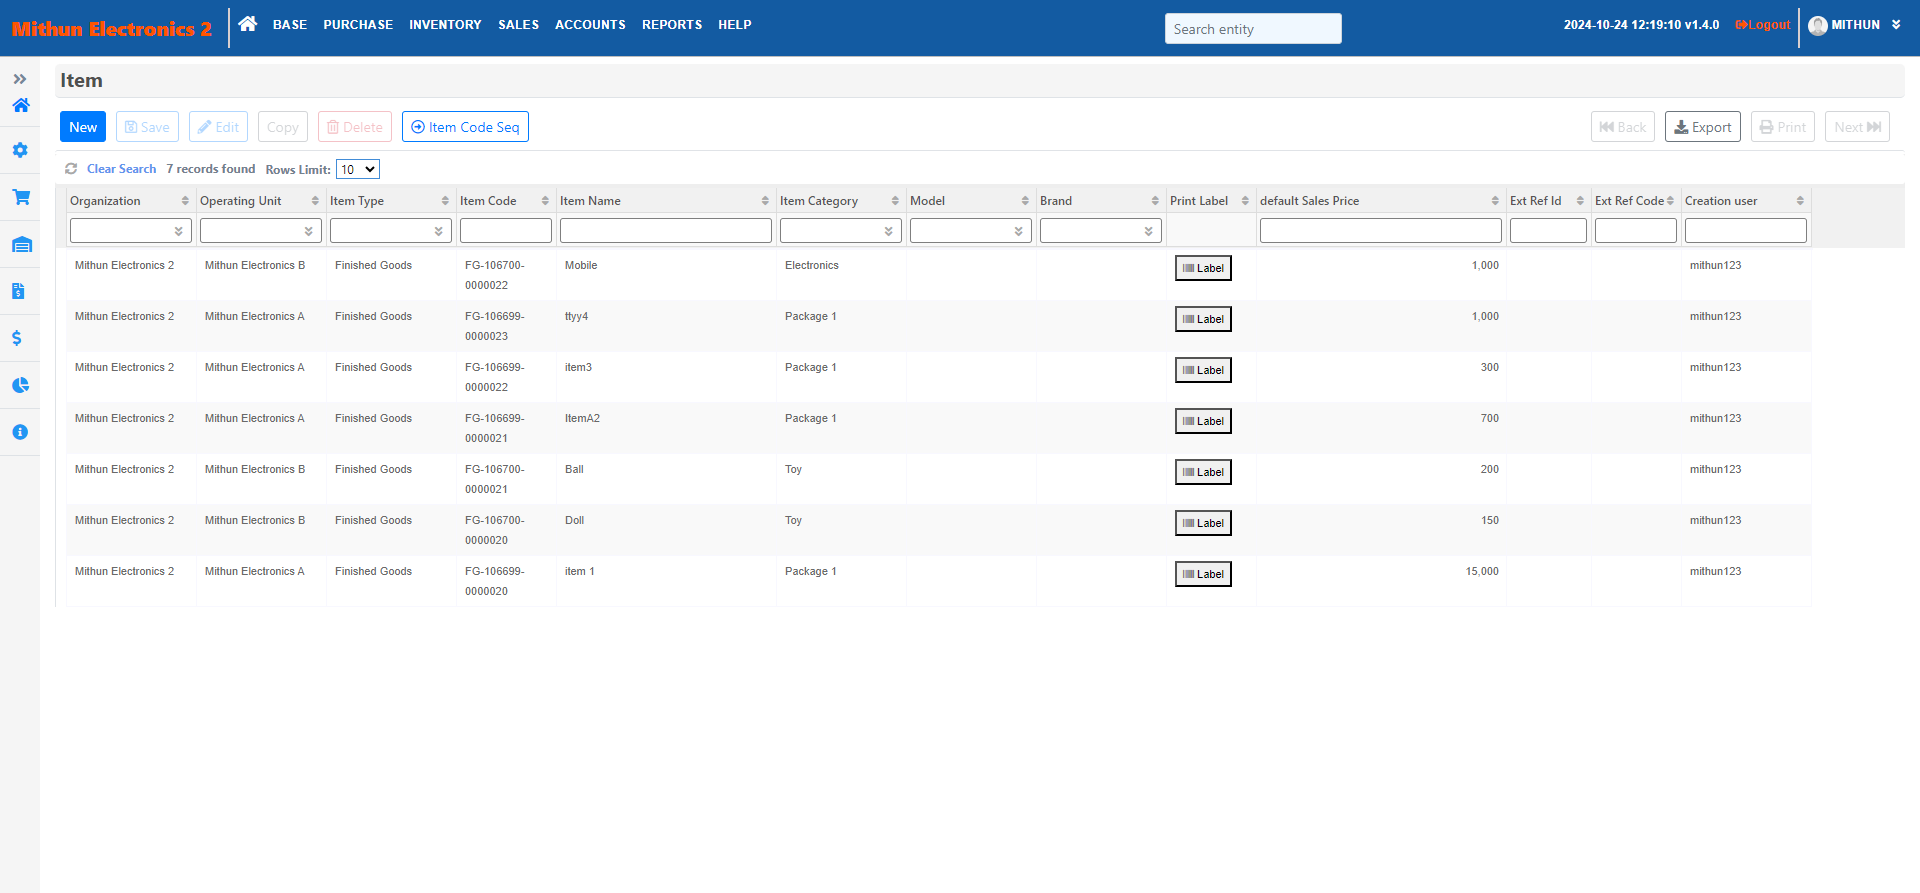 Mithun Electronics 2 BASE PURCHASE INVENTORY SALES ACCOUNTS REPORTS HELP Search entity 2024-10-24 12:19:10 v1.4.0 Logout MITHUN
Item
New Save Edit Copy Delete Item Code Seq Back Export Print Next
Clear Search 7 records found Rows Limit: 10
Organization Operating Unit Item Type Item Code Item Name Item Category Model Brand Print Label default Sales Price Ext Ref Id Ext Ref Code Creation user
Mithun Electronics 2 Mithun Electronics B Finished Goods FG-106700- Mobile Electronics Label 1,000 mithun123
0000022
Mithun Electronics 2 Mithun Electronics A Finished Goods FG-106699- ttyy4 Package 1 Label 1,000 mithun123
0000023
Mithun Electronics 2 Mithun Electronics A Finished Goods FG-106699- item3 Package 1 Label 300 mithun123
0000022
Mithun Electronics 2 Mithun Electronics A Finished Goods FG-106699- ItemA2 Package 1 Label 700 mithun123
0000021
Mithun Electronics 2 Mithun Electronics B Finished Goods FG-106700- Ball Toy Label 200 mithun123
0000021
Mithun Electronics 2 Mithun Electronics B Finished Goods FG-106700- Doll Toy Label 150 mithun123
0000020
Mithun Electronics 2 Mithun Electronics A Finished Goods FG-106699- item 1 Package 1 Label 15,000 mithun123
0000020